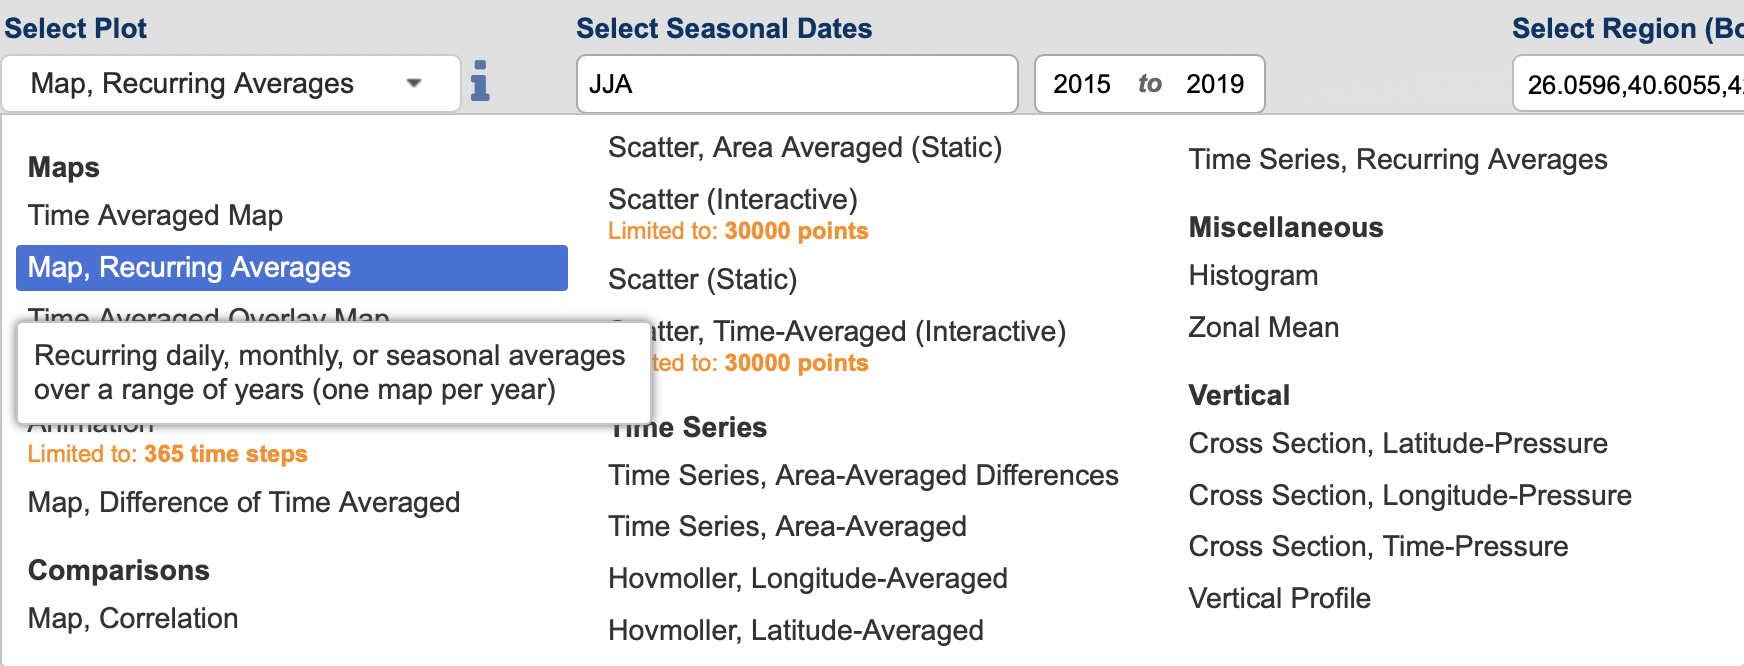 Select Plot
Select Seasonal Dates
Select Region (Bo
Map, Recurring Averages
JJA
2015 to 2019
26.0596,40.6055,4
Maps
Time Averaged Map
Map, Recurring Averages
Time Averaged Overlay Map
Recurring daily, monthly, or seasonal averages
over a range of years (one map per year)
Animation
Limited to: 365 time steps
Map, Difference of Time Averaged
Comparisons
Map, Correlation
Scatter, Area Averaged (Static)
Scatter (Interactive)
Limited to: 30000 points
Scatter (Static)
atter, Time-Averaged (Interactive)
ted to: 30000 points
Time Series
Time Series, Area-Averaged Differences
Time Series, Area-Averaged
Hovmoller, Longitude-Averaged
Hovmoller, Latitude-Averaged
Time Series, Recurring Averages
Miscellaneous
Histogram
Zonal Mean
Vertical
Cross Section, Latitude-Pressure
Cross Section, Longitude-Pressure
Cross Section, Time-Pressure
Vertical Profile